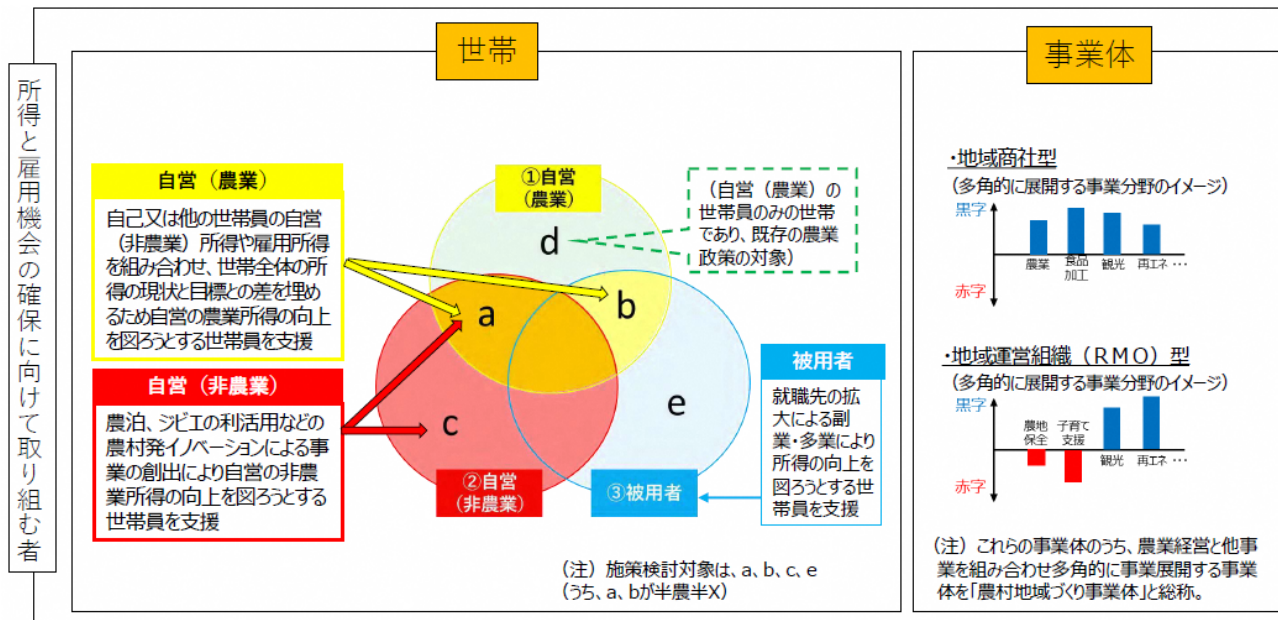 所得と雇用機会の確保に向けて取り組む者
世帯
自営（農業）
自己又は他の世帯員の自営
（非農業）所得や雇用所得
を組み合わせ、世帯全体の所
得の現状と目標との差を埋め
るため自営の農業所得の向上
を図ろうとする世帯員を支援
自営（非農業）
農泊、ジビエの利活用などの
農村発イノベーションによる事
業の創出により自営の非農
業所得の向上を図ろうとする
世帯員を支援
①自営
（農業）
（自営（農業）の
世帯員のみの世帯
であり、既存の農業
政策の対象）
d
a
b
c
e
②自営
（非農業）
③被用者
被用者
就職先の拡
大による副
業・多業により
所得の向上を
図ろうとする世
帯員を支援
（注）施策検討対象は、a、b、c、e
（うち、a、bが半農半X）
事業体
・地域商社型
（多角的に展開する事業分野のイメージ）
黒字
農業
食品
加工
観光
再エネ
…
赤字
・地域運営組織（ＲＭＯ）型
（多角的に展開する事業分野のイメージ）
黒字
農地
保全
子育て
支援
観光
再エネ
…
赤字
（注）これらの事業体のうち、農業経営と他事
業を組み合わせ多角的に事業展開する事業
体を「農村地域づくり事業体」と総称。